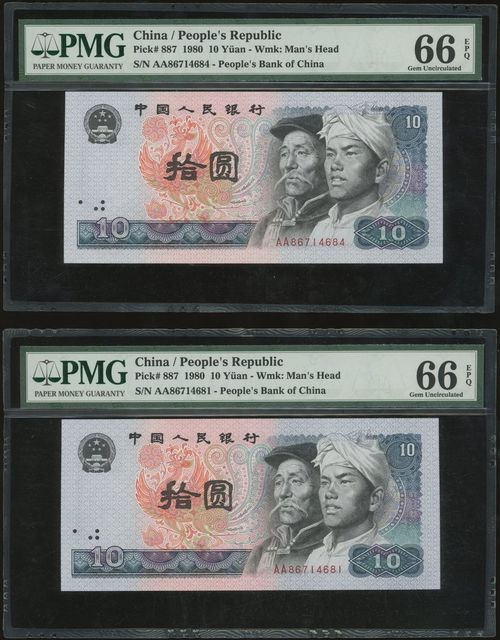 PMG
PAPER MONEY GUARANTY
China / People's Republic
Pick# 887 1980 10 Yüan - Wmk: Man's Head
S/N AA86714684 - People's Bank of China
66 EPQ
Gem Uncirculated
中国人民银行
10
拾圆
10
AA86714684
10
PMG
PAPER MONEY GUARANTY
China / People's Republic
Pick# 887 1980 10 Yüan - Wmk: Man's Head
S/N AA86714681 - People's Bank of China
66 EPQ
Gem Uncirculated
中国人民银行
10
拾圆
10
AA86714681
10